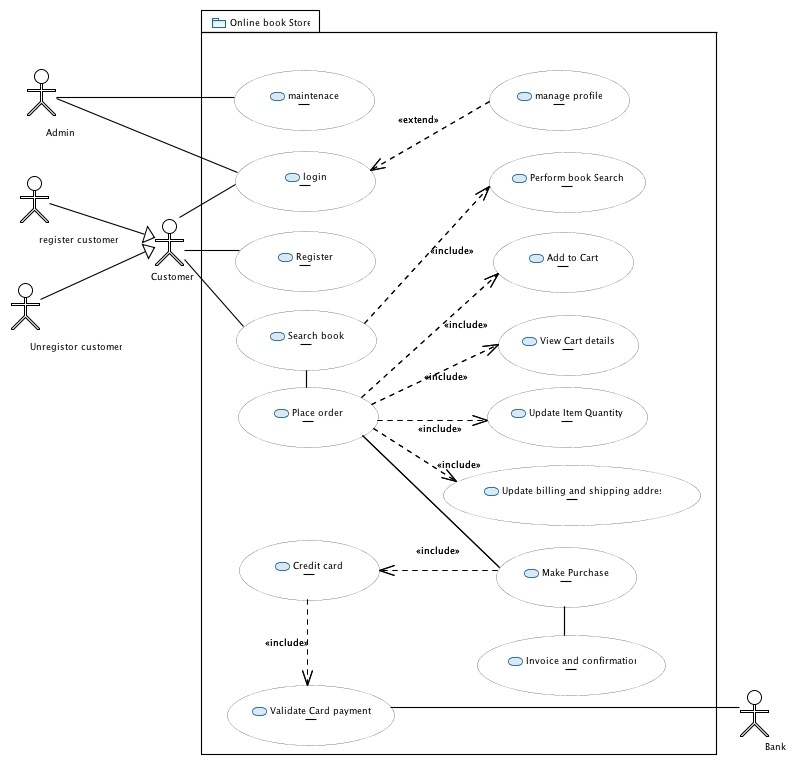 Online book Store
maintenace
manage profile
«extend»
Admin
login
Perform book Search
register customer
«include»
Customer
Register
Add to Cart
Unregistor customer
«include»
Search book
View Cart details
«include»
Place order
Update Item Quantity
«include»
«include»
Update billing and shipping addres
«include»
Credit card
Make Purchase
«include»
Invoice and confirmation
Validate Card payment
Bank